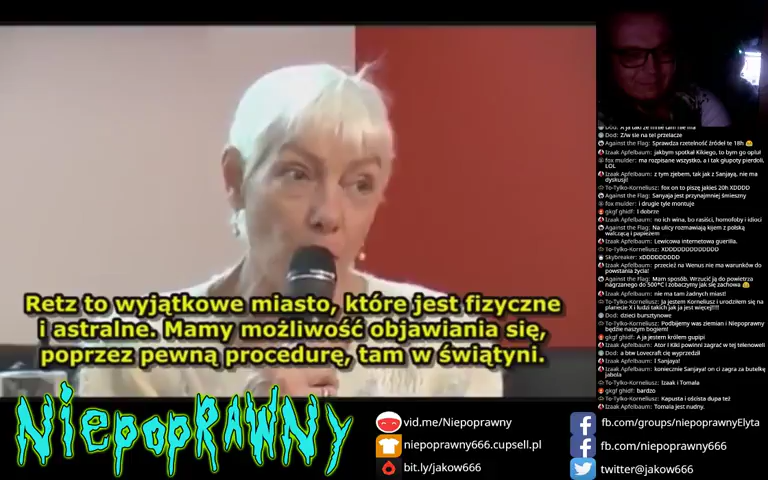 Retz to wyjątkowe miasto, które jest fizyczne
i astralne. Mamy możliwość objawiania się,
poprzez pewną procedurę, tam w świątyni.
NIEPOPRAWNY
vid.me/Niepoprawny
niepoprawny666.cupsell.pl
bit.ly/jakow666
fb.com/groups/niepoprawnyElyta
fb.com/niepoprawny666
twitter@jakow666
Dod: Z/w sie na tel przelacze
Against the Flag: Sprawdza rzetelność źródeł te 18h
Izaak Apfelbaum: jakbym spotkał Kikiego, to bym go opluł
fox mulder: ma rozpisane wszystko, a i tak głupoty pierdoli,
LOL
Izaak Apfelbaum: z tym zjebem, tak jak z Sanjayą, nie ma
dyskusji!
To-Tylko-Korneliusz: fox on to piszę jakieś 20h XDDDD
Against the Flag: Sanyaja jest przynajmniej śmieszny
fox mulder: i drugie tyle montuje
gkgf ghidf: I dobrze
Izaak Apfelbaum: no ich wina, bo rasiści, homofoby i idioci
Against the Flag: Na ulicy rozmawiają kijem z polską
walczącą i papieżem
Izaak Apfelbaum: Lewicowa internetowa guerilla.
To-Tylko-Korneliusz: XDDDDDDDDDDDDD
Skybreaker: xDDDDDDDDD
Izaak Apfelbaum: przecież na Wenus nie ma warunków do
powstania życia!
Against the Flag: Mam sposób. Wrzucić ją do powietrza
nagrzanego do 500*C i zobaczymy jak się zachowa
Izaak Apfelbaum: nie ma tam żadnych miast!
To-Tylko-Korneliusz: Ja jestem Korneliusz i urodziłem się na
planecie X i ludzi takich jak ja jest więcej!!!!
Dod: dzieci bursztynowe
To-Tylko-Korneliusz: Podbijemy was ziemian i Niepoprawny
będzie naszym bogiem!
gkgf ghidf: A ja jestem królem gupipi
Izaak Apfelbaum: Ator i Kiki powinni zagrać w tej telenoweli
Dod: a btw Lovecraft cię wyprzedził
Izaak Apfelbaum: I Sanjaya!
Izaak Apfelbaum: koniecznie Sanjaya! on ci zagra za butelkę
jabola
To-Tylko-Korneliusz: Izaak i Tomala
gkgf ghidf: bardzo
To-Tylko-Korneliusz: Kapusta i oścista dupa też
Izaak Apfelbaum: Tomala jest nudny.